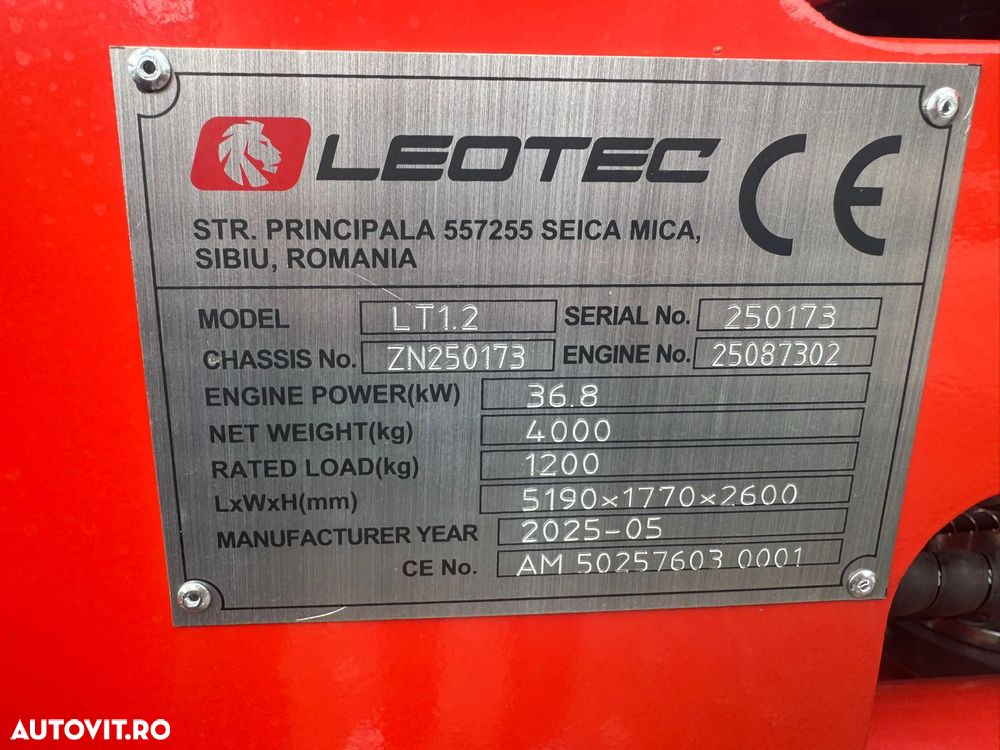 LEOTEC CE
STR. PRINCIPALA 557255 SEICA MICA,
SIBIU, ROMANIA
MODEL LT1.2 SERIAL No. 250173
CHASSIS No. ZN250173 ENGINE No. 25087302
ENGINE POWER(kW) 36.8
NET WEIGHT(kg) 4000
RATED LOAD(kg) 1200
LxWxH(mm) 5190×1770×2600
MANUFACTURER YEAR 2025-05
CE No. AM 50257603 0001
AUTOVIT.RO